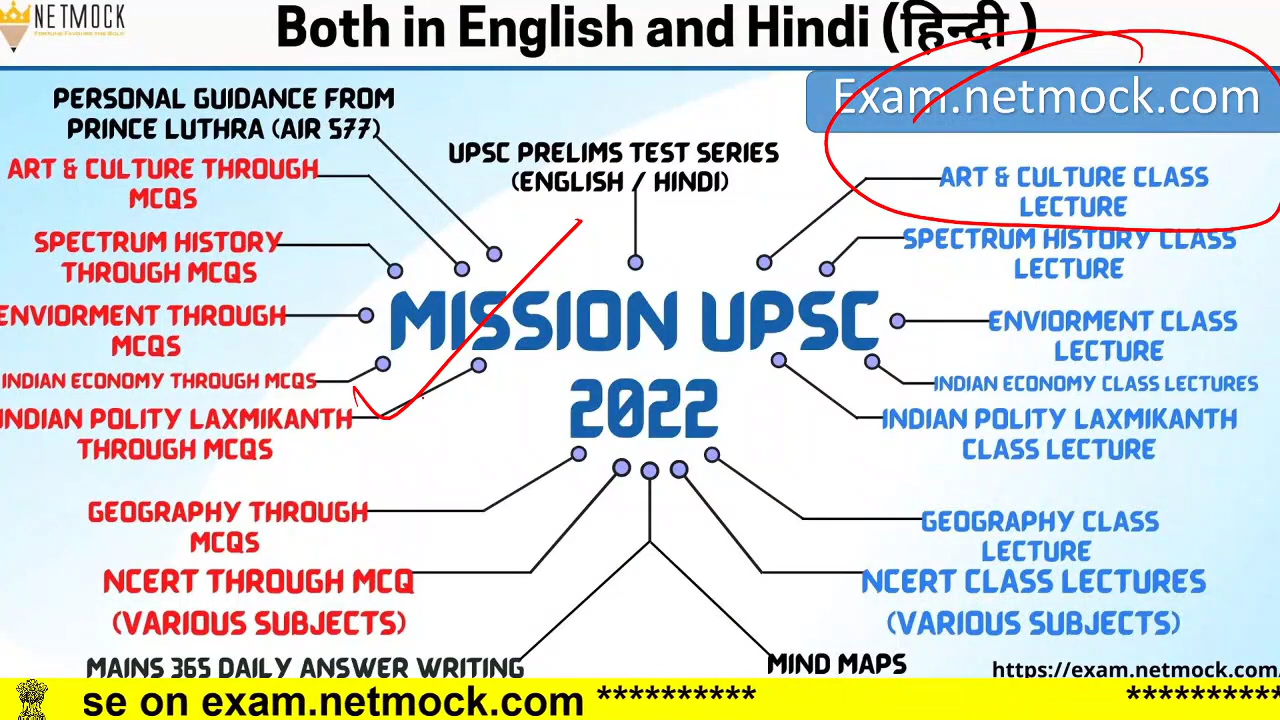 NETMOCK
FORTUNE FAVOURS THE BOLD
Both in English and Hindi (हिन्दी )
Exam.netmock.com
PERSONAL GUIDANCE FROM
PRINCE LUTHRA (AIR 577)
UPSC PRELIMS TEST SERIES
(ENGLISH / HINDI)
ART & CULTURE THROUGH
MCQS
SPECTRUM HISTORY
THROUGH MCQS
ENVIORMENT THROUGH
MCQS
INDIAN ECONOMY THROUGH MCQS
INDIAN POLITY LAXMIKANTH
THROUGH MCQS
GEOGRAPHY THROUGH
MCQS
NCERT THROUGH MCQ
(VARIOUS SUBJECTS)
MAINS 365 DAILY ANSWER WRITING
MISSION UPSC
2022
ART & CULTURE CLASS
LECTURE
SPECTRUM HISTORY CLASS
LECTURE
ENVIORMENT CLASS
LECTURE
INDIAN ECONOMY CLASS LECTURES
INDIAN POLITY LAXMIKANTH
CLASS LECTURE
GEOGRAPHY CLASS
LECTURE
NCERT CLASS LECTURES
(VARIOUS SUBJECTS)
MIND MAPS
https://exam.netmock.com/
se on exam.netmock.com ********** **********